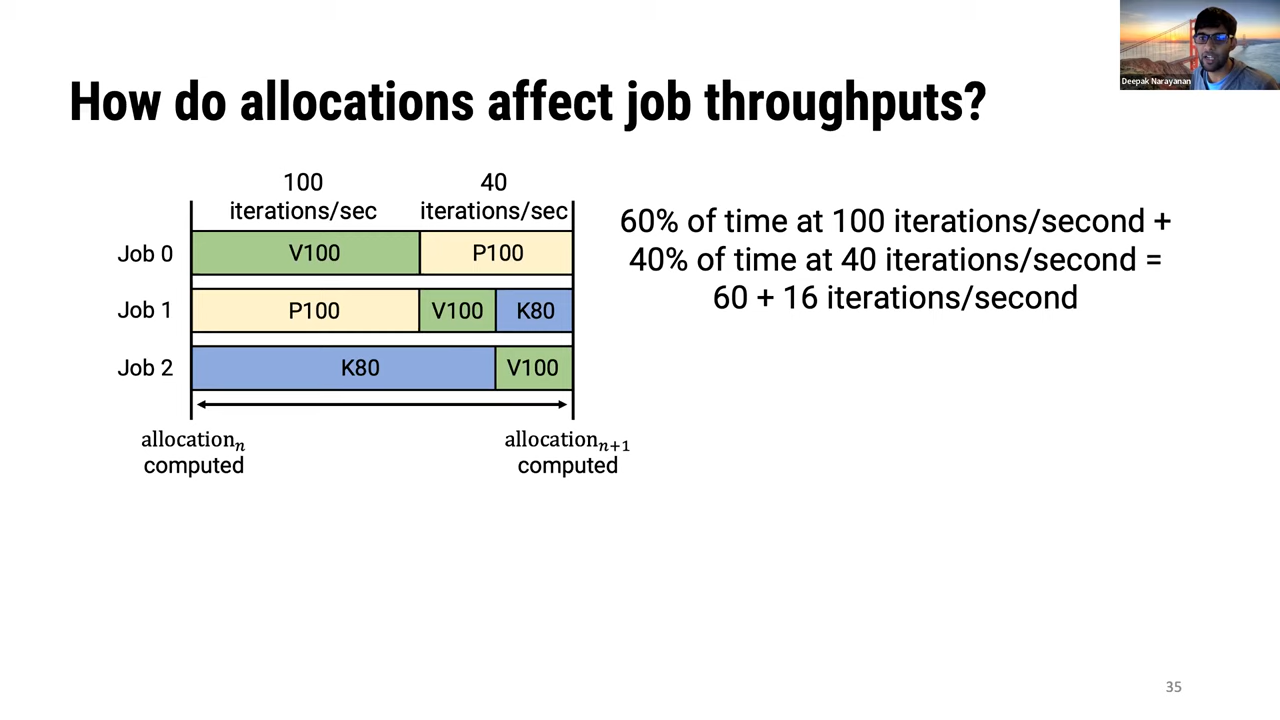 Deepak Narayanan
How do allocations affect job throughputs?
100
iterations/sec
40
iterations/sec
Job 0
V100
P100
Job 1
P100
V100
K80
Job 2
K80
V100
allocationₙ
computed
allocationₙ₊₁
computed
60% of time at 100 iterations/second +
40% of time at 40 iterations/second =
60 + 16 iterations/second
35